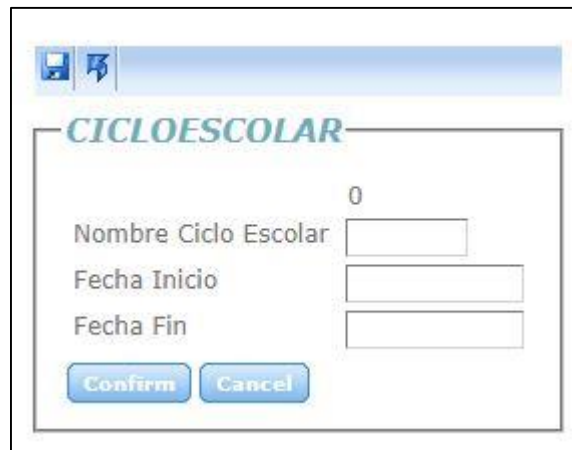 CICLOESCOLAR
0
Nombre Ciclo Escolar
Fecha Inicio
Fecha Fin
Confirm Cancel